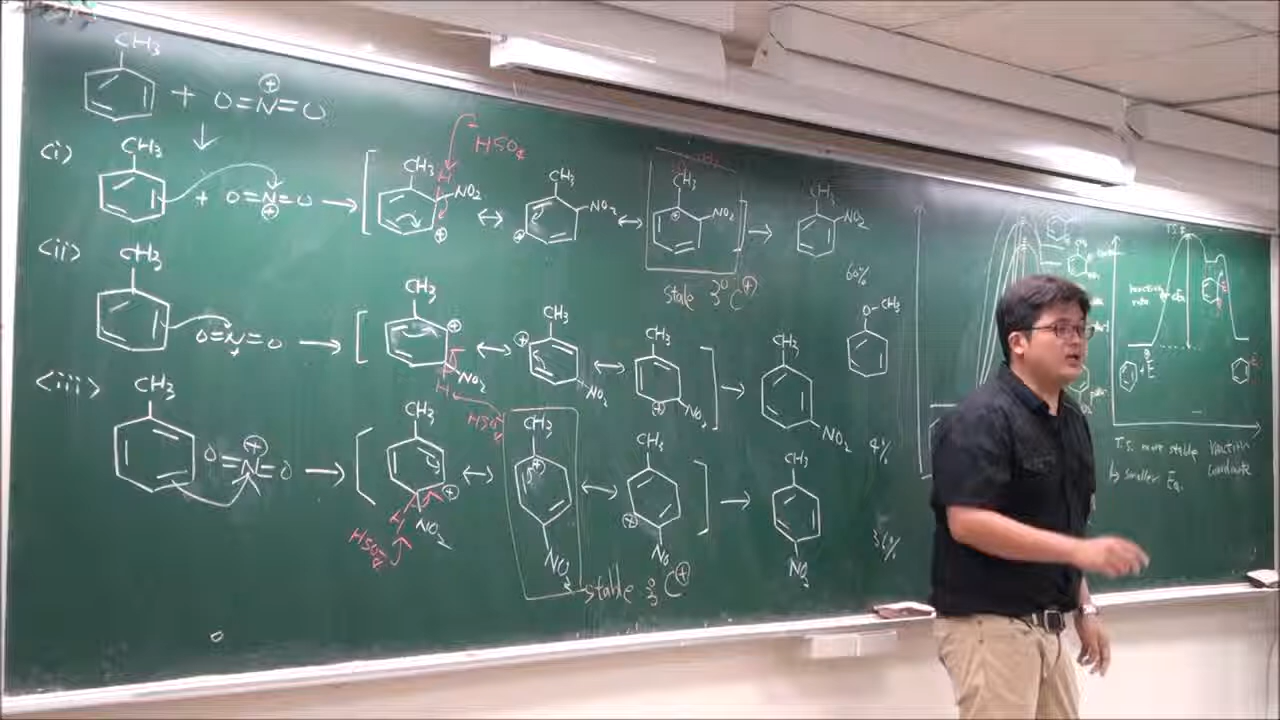 CH3
+ O=N⊕=O
(i) CH3 + O=N⊕=O → [ CH3 NO2 H ⊕ ↔ CH3 NO2 ⊕ ↔ CH3 ⊕ NO2 ] → CH3 NO2
HSO4-
stale 3° C⊕
60%
(ii) CH3 O=N=O → [ CH3 ⊕ H NO2 ↔ CH3 ⊕ NO2 ↔ CH3 ⊕ NO2 ] → CH3 NO2
HSO4-
4%
O-CH3
(iii) CH3 O=N⊕=O → [ CH3 ⊕ H NO2 ↔ CH3 ⊕ NO2 ↔ CH3 ⊕ NO2 ] → CH3 NO2
HSO4-
stable 3° C⊕
36%
T.S.
+ E
T.S. more stable
↳ smaller Ea.
reaction
coordinate